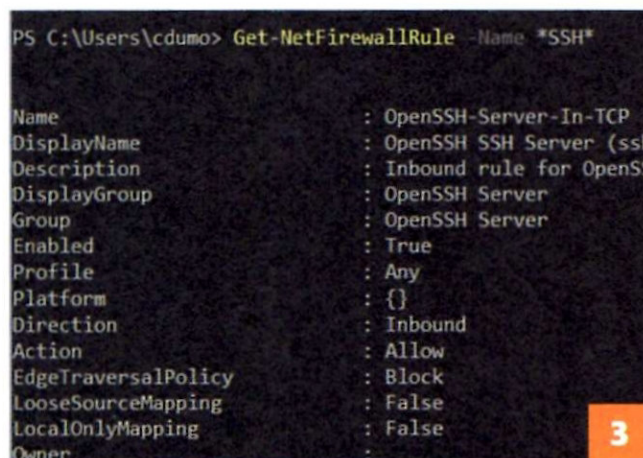 PS C:\Users\cdumo> Get-NetFirewallRule -Name *SSH*
Name : OpenSSH-Server-In-TCP
DisplayName : OpenSSH SSH Server (ssh
Description : Inbound rule for OpenSS
DisplayGroup : OpenSSH Server
Group : OpenSSH Server
Enabled : True
Profile : Any
Platform : {}
Direction : Inbound
Action : Allow
EdgeTraversalPolicy : Block
LooseSourceMapping : False
LocalOnlyMapping : False
Owner :
3